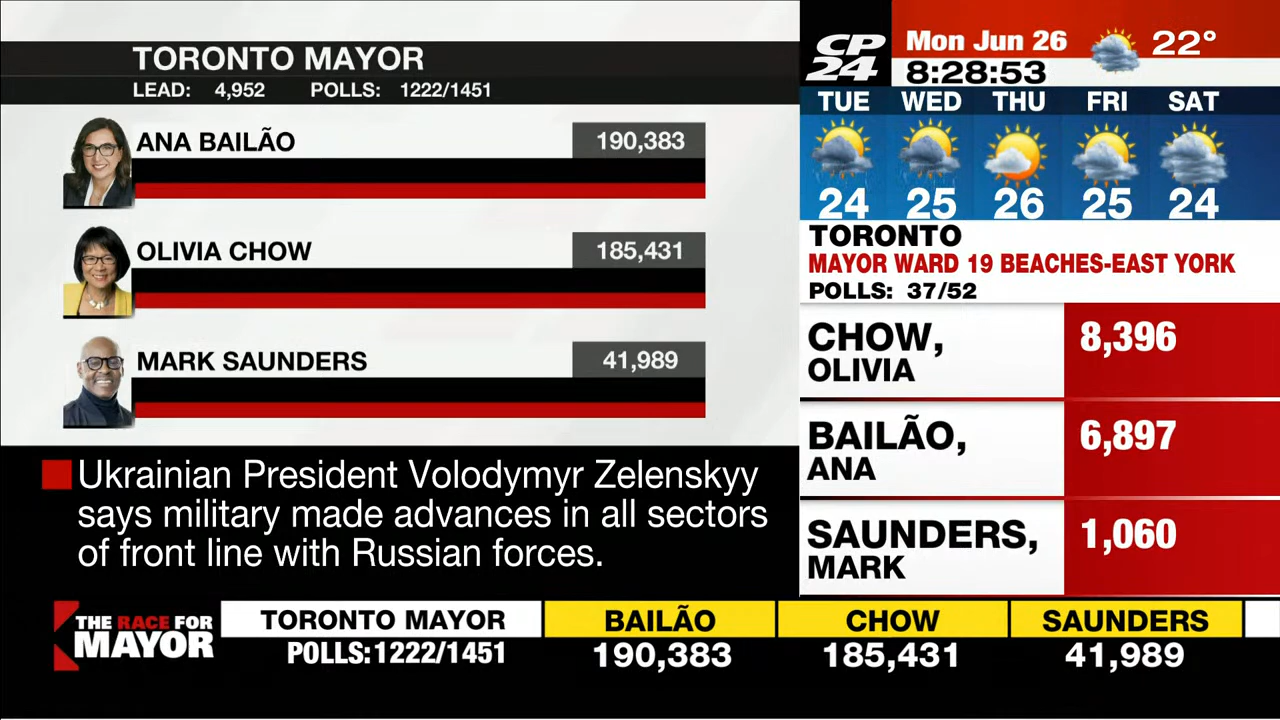 TORONTO MAYOR
LEAD: 4,952 POLLS: 1222/1451
ANA BAILÃO 190,383
OLIVIA CHOW 185,431
MARK SAUNDERS 41,989
Ukrainian President Volodymyr Zelenskyy
says military made advances in all sectors
of front line with Russian forces.
CP
24
Mon Jun 26
8:28:53
22°
TUE WED THU FRI SAT
24 25 26 25 24
TORONTO
MAYOR WARD 19 BEACHES-EAST YORK
POLLS: 37/52
CHOW,
OLIVIA
8,396
BAILÃO,
ANA
6,897
SAUNDERS,
MARK
1,060
THE RACE FOR
MAYOR
TORONTO MAYOR BAILÃO CHOW SAUNDERS
POLLS:1222/1451 190,383 185,431 41,989